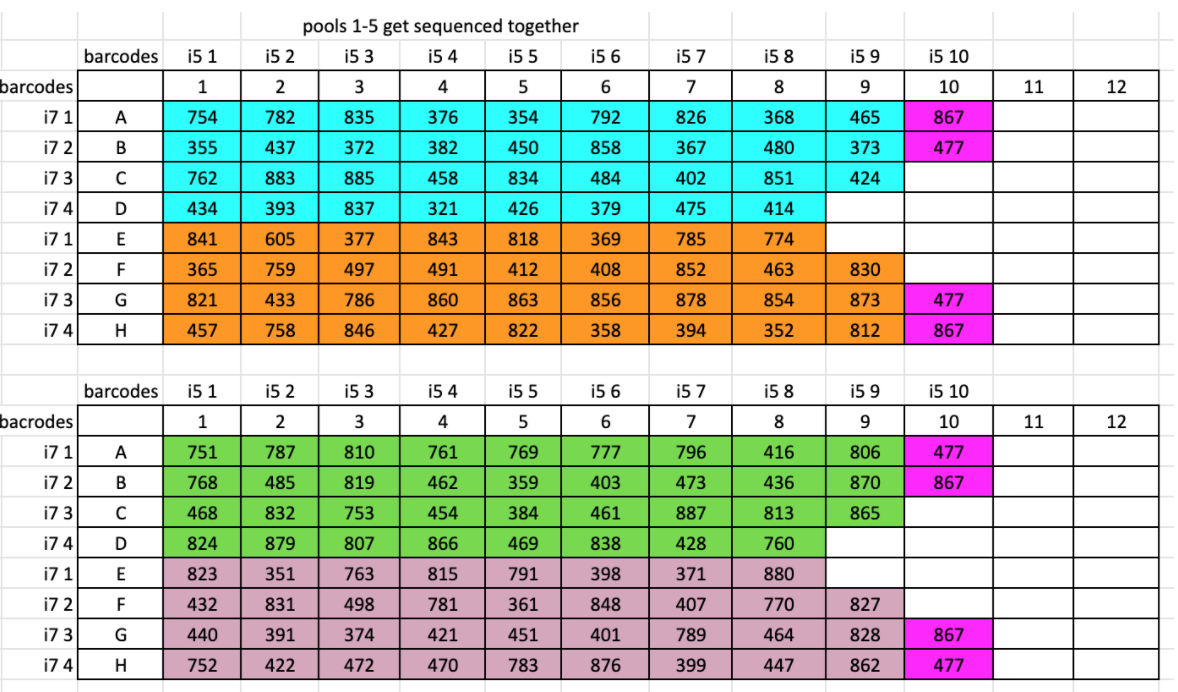 pools 1-5 get sequenced together
barcodes i5 1 i5 2 i5 3 i5 4 i5 5 i5 6 i5 7 i5 8 i5 9 i5 10
barcodes 1 2 3 4 5 6 7 8 9 10 11 12
i7 1 A 754 782 835 376 354 792 826 368 465 867
i7 2 B 355 437 372 382 450 858 367 480 373 477
i7 3 C 762 883 885 458 834 484 402 851 424
i7 4 D 434 393 837 321 426 379 475 414
i7 1 E 841 605 377 843 818 369 785 774
i7 2 F 365 759 497 491 412 408 852 463 830
i7 3 G 821 433 786 860 863 856 878 854 873 477
i7 4 H 457 758 846 427 822 358 394 352 812 867
barcodes i5 1 i5 2 i5 3 i5 4 i5 5 i5 6 i5 7 i5 8 i5 9 i5 10
bacrodes 1 2 3 4 5 6 7 8 9 10 11 12
i7 1 A 751 787 810 761 769 777 796 416 806 477
i7 2 B 768 485 819 462 359 403 473 436 870 867
i7 3 C 468 832 753 454 384 461 887 813 865
i7 4 D 824 879 807 866 469 838 428 760
i7 1 E 823 351 763 815 791 398 371 880
i7 2 F 432 831 498 781 361 848 407 770 827
i7 3 G 440 391 374 421 451 401 789 464 828 867
i7 4 H 752 422 472 470 783 876 399 447 862 477